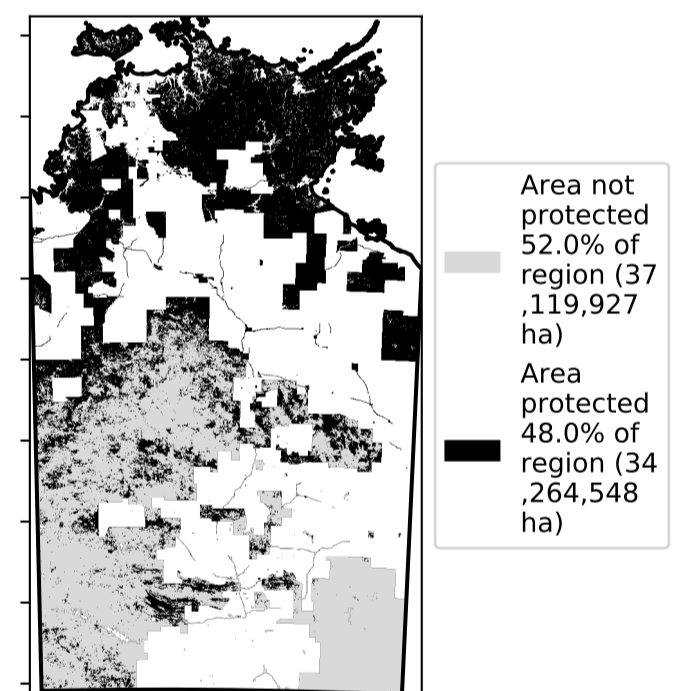 Area not
protected
52.0% of
region (37
,119,927
ha)
Area
protected
48.0% of
region (34
,264,548
ha)